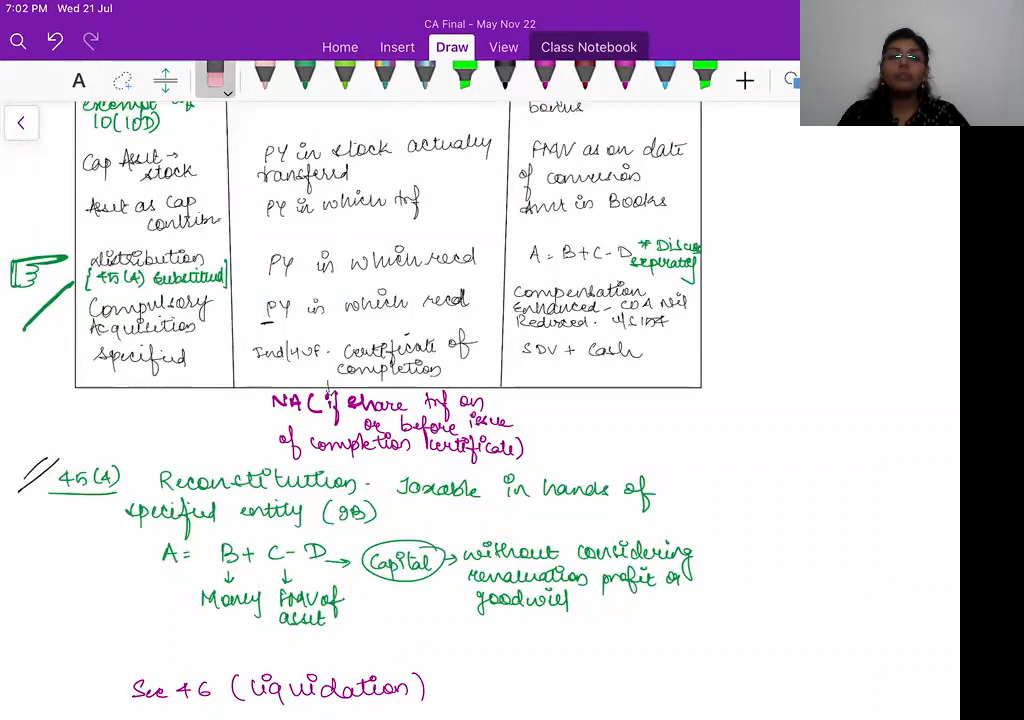 7:02 PM Wed 21 Jul
CA Final - May Nov 22
Home Insert Draw View Class Notebook
A
exempt u/s
10(10D)
bonus
Cap Asset →
stock
PY in stock actually
transferred
FMV as on date
of conversion
Asset as Cap
contribn
PY in which trf
Amt in Books
distribution
[45(4) substituted]
PY in which recd
A = B + C - D * Discuss
seperately
Compulsory
Acquisition
PY in which recd
Compensation
Enhanced - COA Nil
Reduced - u/s 155
Specified
Ind/HUF - Certificate of
completion
SDV + Cash
NA (if share trf on
or before issue
of completion certificate)
45(4) Reconstitution - Taxable in hands of
specified entity (9B)
A = B + C - D → Capital → without considering
revaluation profit or
goodwill
Money FMV of
asset
Sec 46 (liquidation)